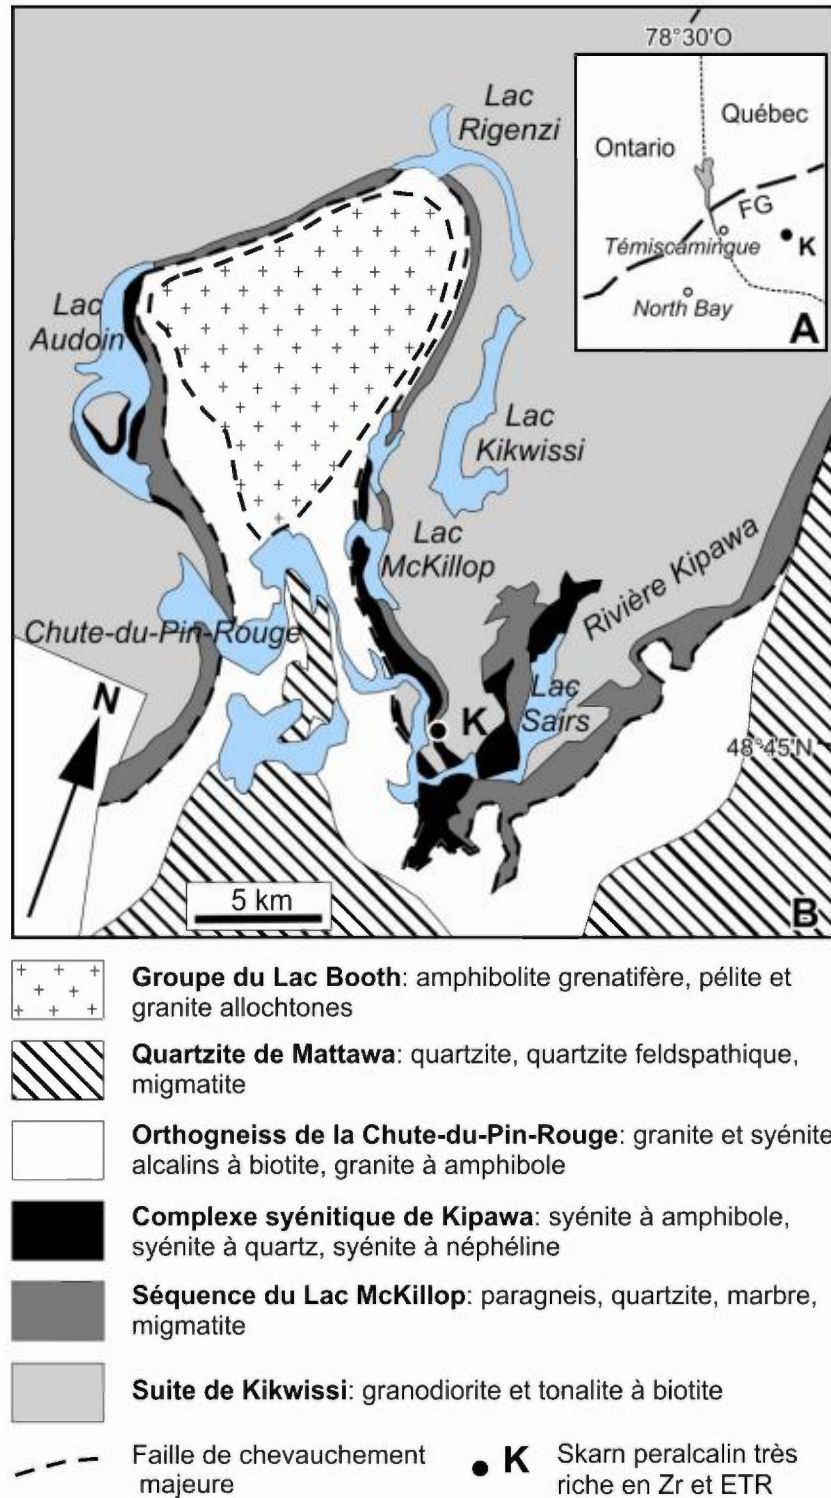 78°30'O
Lac
Rigenzi
Québec
Ontario
FG
Témiscamingue
K
North Bay
A
Lac
Audoin
Lac
Kikwissi
Lac
McKillop
Rivière Kipawa
Chute-du-Pin-Rouge
Lac
Sairs
N
K
48°45'N
5 km
B
Groupe du Lac Booth: amphibolite grenatifère, pélite et
granite allochtones
Quartzite de Mattawa: quartzite, quartzite feldspathique,
migmatite
Orthogneiss de la Chute-du-Pin-Rouge: granite et syénite
alcalins à biotite, granite à amphibole
Complexe syénitique de Kipawa: syénite à amphibole,
syénite à quartz, syénite à néphéline
Séquence du Lac McKillop: paragneis, quartzite, marbre,
migmatite
Suite de Kikwissi: granodiorite et tonalite à biotite
Faille de chevauchement
majeure
K Skarn peralcalin très
riche en Zr et ETR